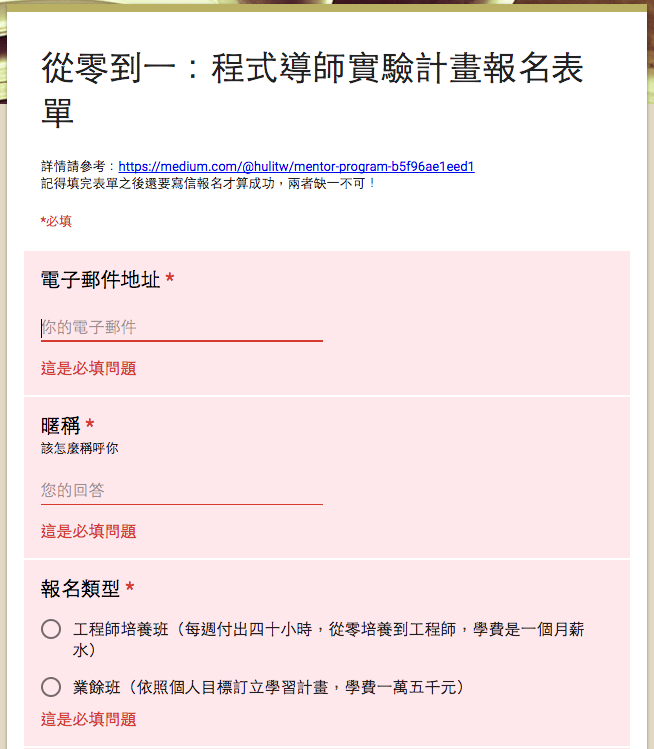 從零到一：程式導師實驗計畫報名表
單
詳情請參考：https://medium.com/@hulitw/mentor-program-b5f96ae1eed1
記得填完表單之後還要寫信報名才算成功，兩者缺一不可！
*必填
電子郵件地址 *
你的電子郵件
這是必填問題
暱稱 *
該怎麼稱呼你
您的回答
這是必填問題
報名類型 *
工程師培養班（每週付出四十小時，從零培養到工程師，學費是一個月薪
水）
業餘班（依照個人目標訂立學習計畫，學費一萬五千元）
這是必填問題